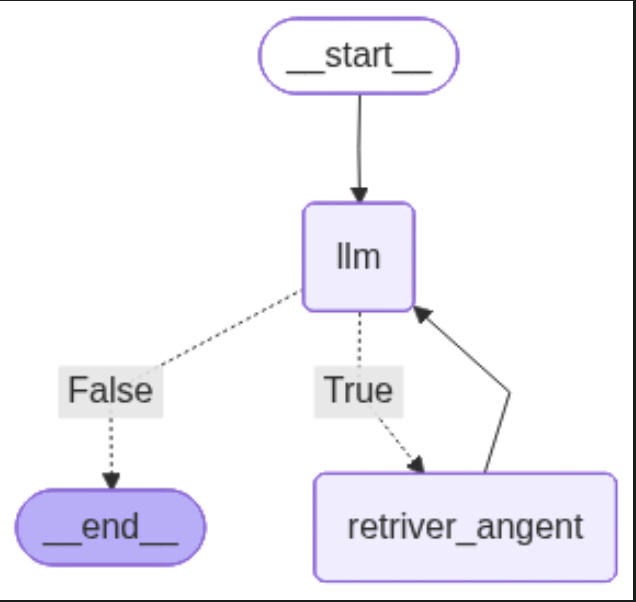 __start__
llm
False
True
__end__
retriver_angent